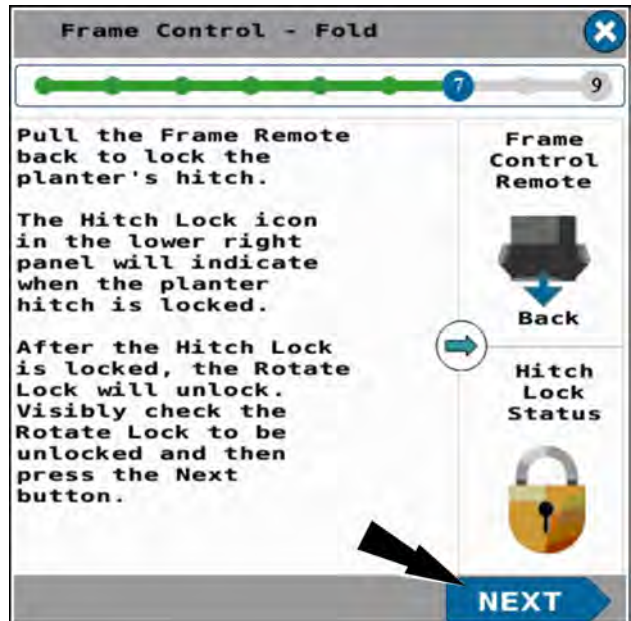 Frame Control - Fold
7
9
Pull the Frame Remote
back to lock the
planter's hitch.
The Hitch Lock icon
in the lower right
panel will indicate
when the planter
hitch is locked.
After the Hitch Lock
is locked, the Rotate
Lock will unlock.
Visibly check the
Rotate Lock to be
unlocked and then
press the Next
button.
Frame
Control
Remote
Back
Hitch
Lock
Status
NEXT